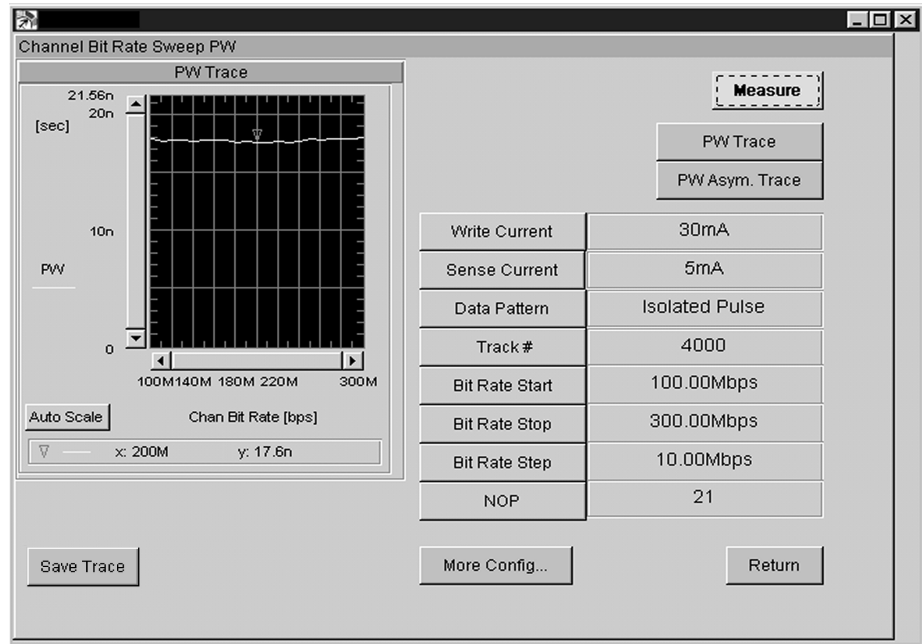 Channel Bit Rate Sweep PW
PW Trace
21.56n
20n
[sec]
10n
PW
0
100M 140M 180M 220M 300M
Auto Scale
Chan Bit Rate [bps]
x: 200M y: 17.6n
Measure
PW Trace
PW Asym. Trace
Write Current 30mA
Sense Current 5mA
Data Pattern Isolated Pulse
Track # 4000
Bit Rate Start 100.00Mbps
Bit Rate Stop 300.00Mbps
Bit Rate Step 10.00Mbps
NOP 21
Save Trace
More Config...
Return